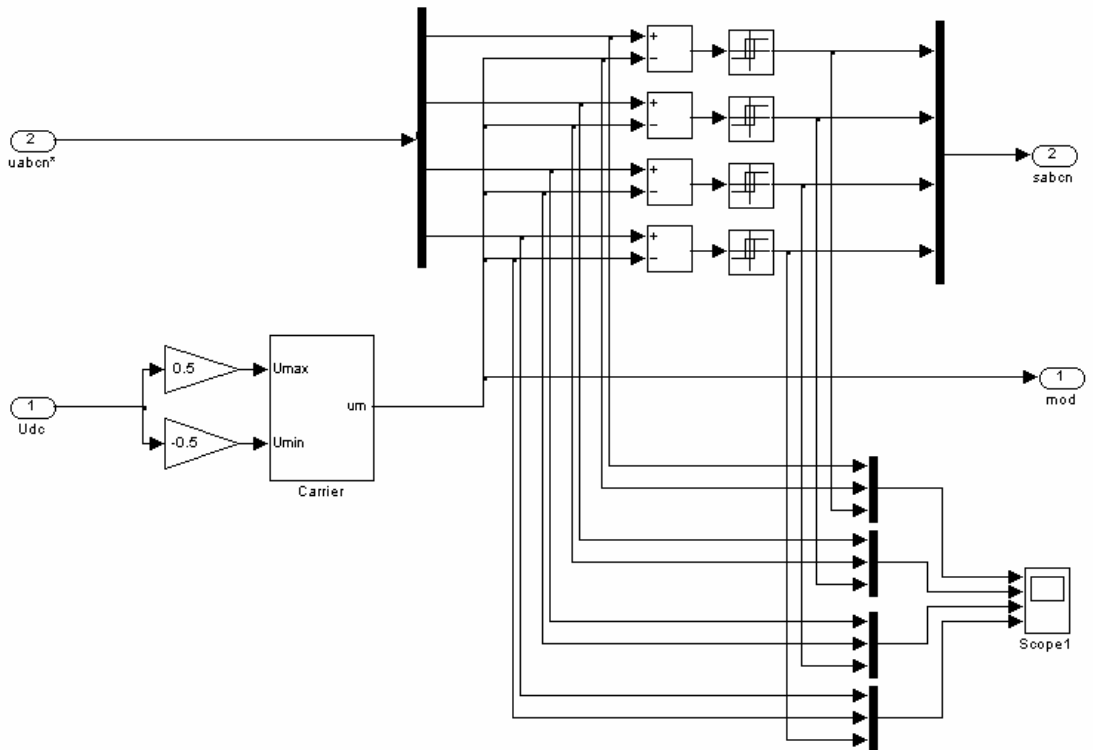 +
−
+
−
2
uabcn*
2
sabcn
+
−
+
−
0.5
Umax
1
mod
um
1
Udc
-0.5
Umin
Carrier
Scope1